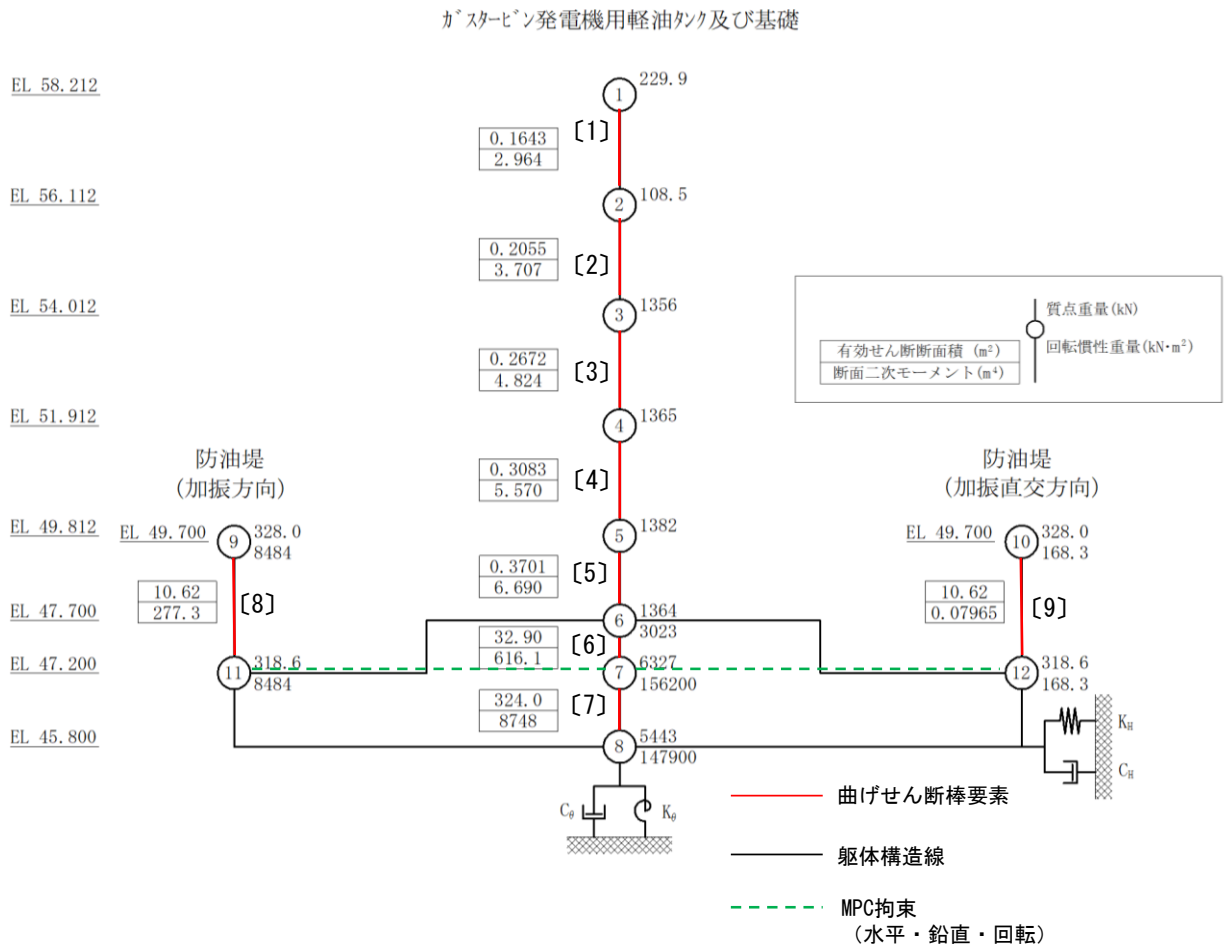 ｶﾞｽﾀｰﾋﾞﾝ発電機用軽油ﾀﾝｸ及び基礎
EL 58.212
1
229.9
〔1〕
0.1643
2.964
EL 56.112
2
108.5
〔2〕
0.2055
3.707
EL 54.012
3
1356
質点重量(kN)
回転慣性重量(kN・m²)
有効せん断断面積 (m²)
断面二次モーメント(m⁴)
〔3〕
0.2672
4.824
EL 51.912
4
1365
防油堤
(加振方向)
〔4〕
0.3083
5.570
防油堤
(加振直交方向)
EL 49.812
5
1382
EL 49.700
9
328.0
8484
EL 49.700
10
328.0
168.3
0.3701
6.690
〔5〕
10.62
277.3
〔8〕
10.62
0.07965
〔9〕
EL 47.700
6
1364
3023
32.90
616.1
〔6〕
EL 47.200
11
318.6
8484
7
6327
156200
12
318.6
168.3
324.0
8748
〔7〕
EL 45.800
8
5443
147900
K_H
C_H
C_θ
K_θ
曲げせん断棒要素
躯体構造線
MPC拘束
（水平・鉛直・回転）